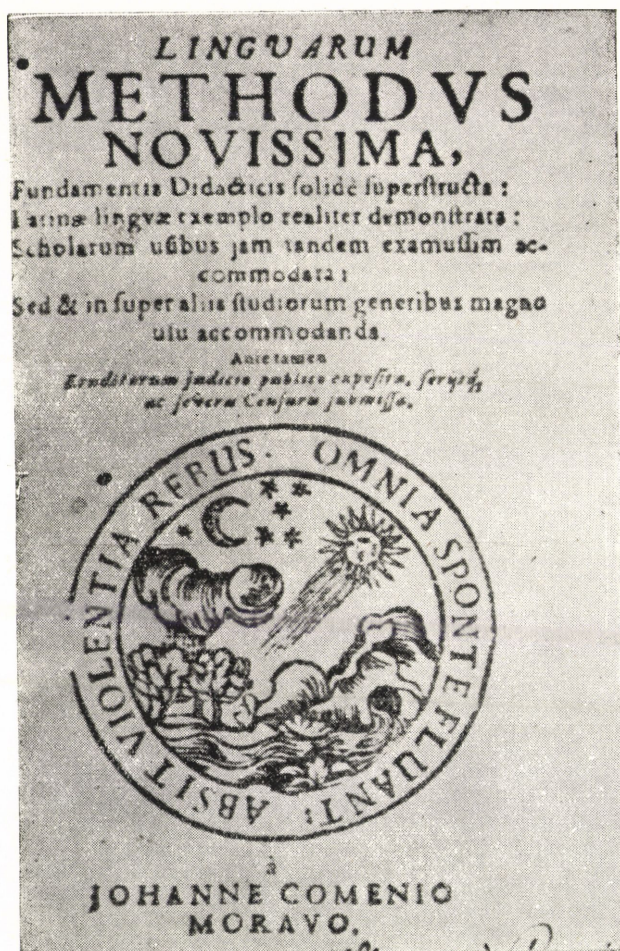 LINGVARUM
METHODVS
NOVISSIMA,
Fundamentis Didacticis solidè superstructa:
Latinæ lingvæ exemplo realiter demonstrata:
Scholarum usibus jam tandem examussim ac-
commodata:
Sed & in super aliis studiorum generibus magno
usu accommodanda.
Ante tamen
Eruditorum judicio publico exposita, seriisq;
ac severæ Censuræ submissa.
OMNIA SPONTE FLUANT: ABSIT VIOLENTIA REBUS.
à
JOHANNE COMENIO
MORAVO.